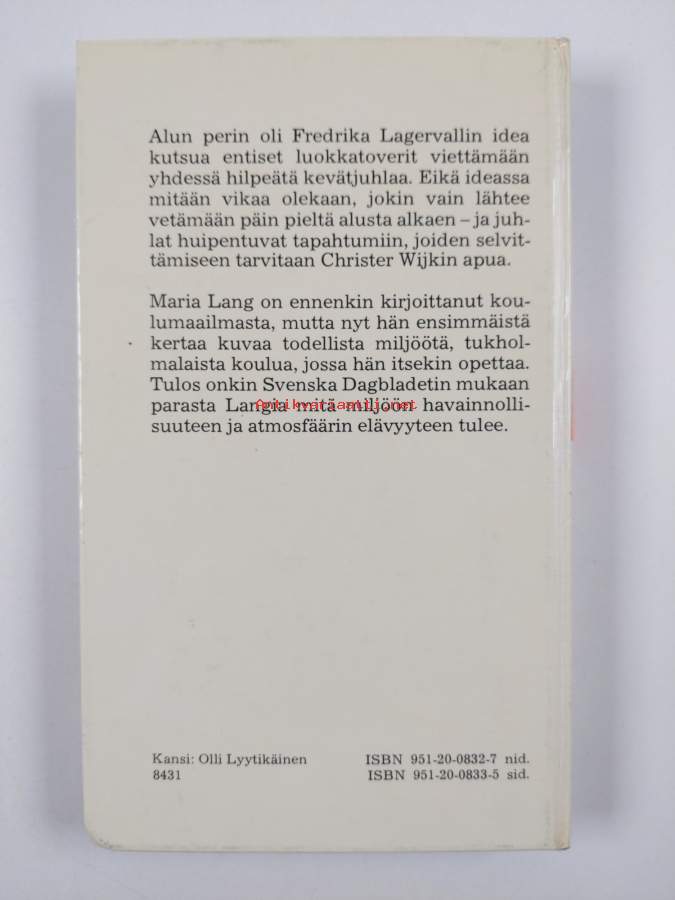 Alun perin oli Fredrika Lagervallin idea
kutsua entiset luokkatoverit viettämään
yhdessä hilpeätä kevätjuhlaa. Eikä ideassa
mitään vikaa olekaan, jokin vain lähtee
vetämään päin pieltä alusta alkaen – ja juh-
lat huipentuvat tapahtumiin, joiden selvit-
tämiseen tarvitaan Christer Wijkin apua.
Maria Lang on ennenkin kirjoittanut kou-
lumaailmasta, mutta nyt hän ensimmäistä
kertaa kuvaa todellista miljöötä, tukhol-
malaista koulua, jossa hän itsekin opettaa.
Tulos onkin Svenska Dagbladetin mukaan
parasta Langia mitä miljöön havainnolli-
suuteen ja atmosfäärin elävyyteen tulee.
Antikvariaatti.net
Kansi: Olli Lyytikäinen ISBN 951-20-0832-7 nid.
8431 ISBN 951-20-0833-5 sid.